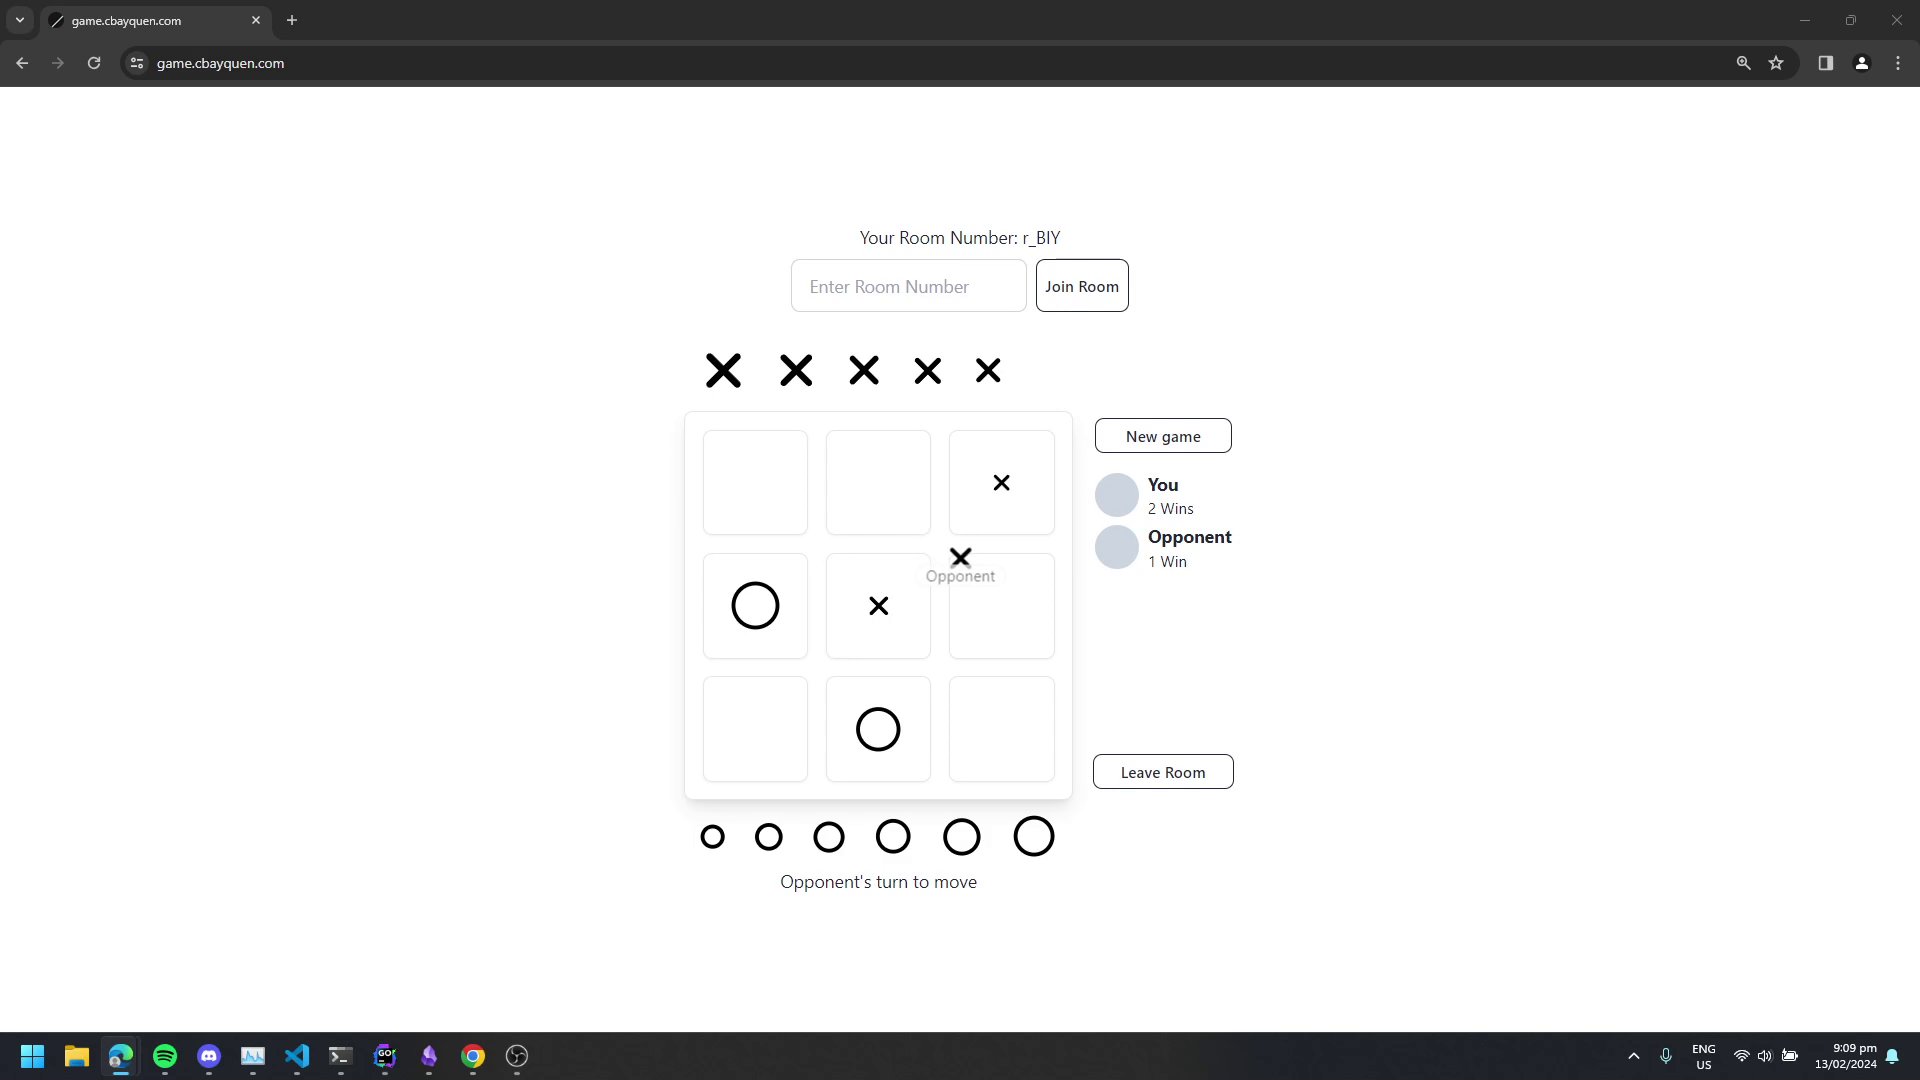 game.cbayquen.com
game.cbayquen.com
Your Room Number: r_BIY
Enter Room Number
Join Room
New game
You
2 Wins
Opponent
1 Win
Opponent
Leave Room
Opponent's turn to move
GO
ENG
US
9:09 pm
13/02/2024